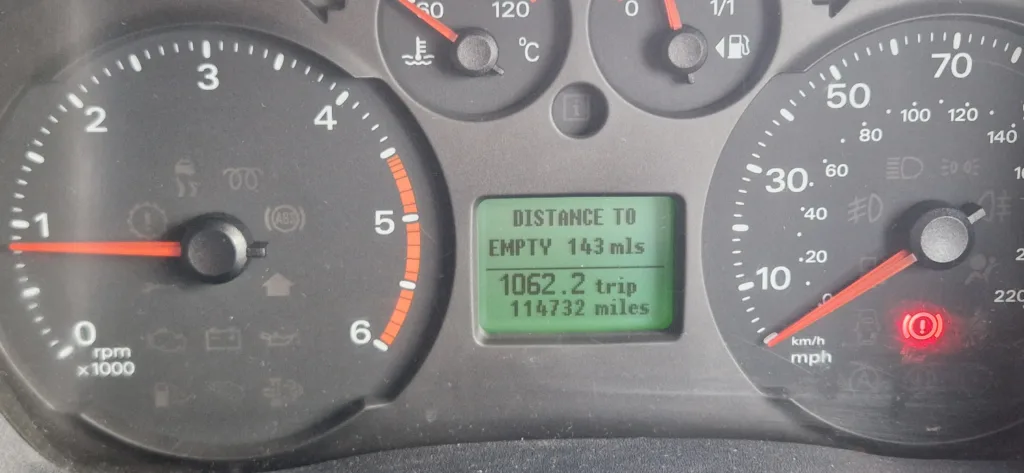 60 120
°C
0 1/1
0 1 2 3 4 5 6
rpm
x1000
ABS
DISTANCE TO
EMPTY 143 mls
1062.2 trip
114732 miles
10 30 50 70
0 20 40 60 80 100 120 140
220
km/h
mph